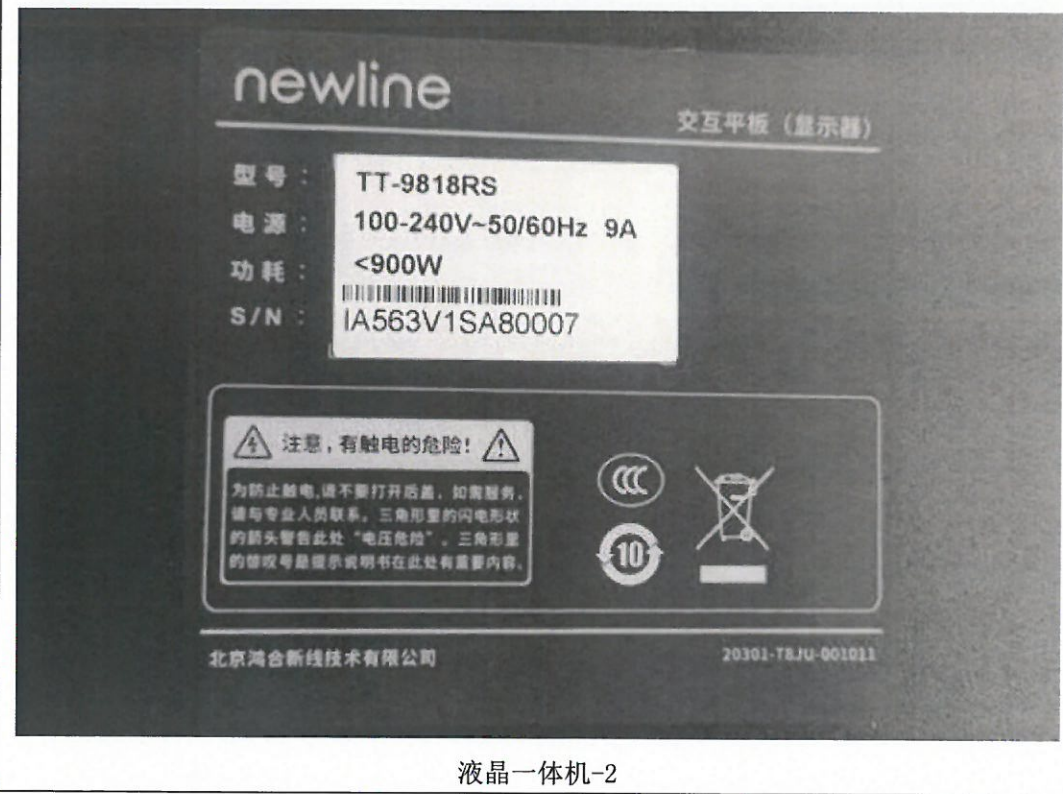 newline
交互平板（显示器）
型号： TT-9818RS
电源： 100-240V~50/60Hz 9A
功耗： <900W
S/N： IA563V1SA80007
注意，有触电的危险！
为防止触电，请不要打开后盖，如需服务，
请与专业人员联系。三角形里的闪电形状
的箭头警告此处“电压危险”，三角形里
的惊叹号是提示说明书在此处有重要内容。
10
北京鸿合新线技术有限公司
20301-T8JU-001011
液晶一体机-2